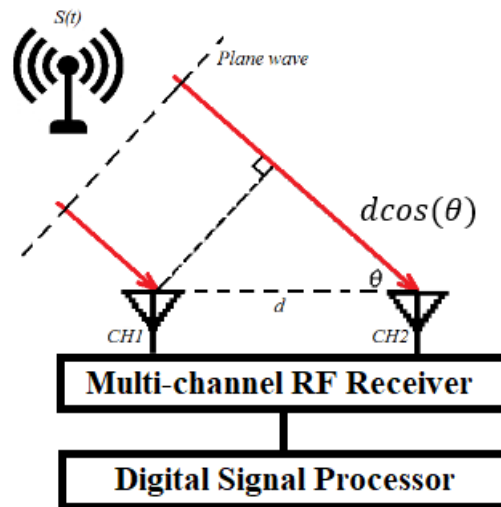 S(t)
Plane wave
dcos(θ)
θ
d
CH1
CH2
Multi-channel RF Receiver
Digital Signal Processor